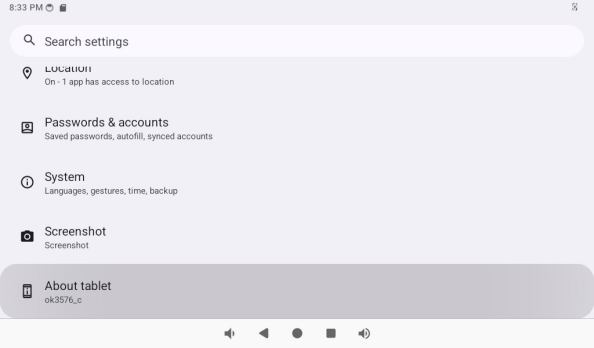 8:33 PM
Search settings
Location
On - 1 app has access to location
Passwords & accounts
Saved passwords, autofill, synced accounts
System
Languages, gestures, time, backup
Screenshot
Screenshot
About tablet
ok3576_c